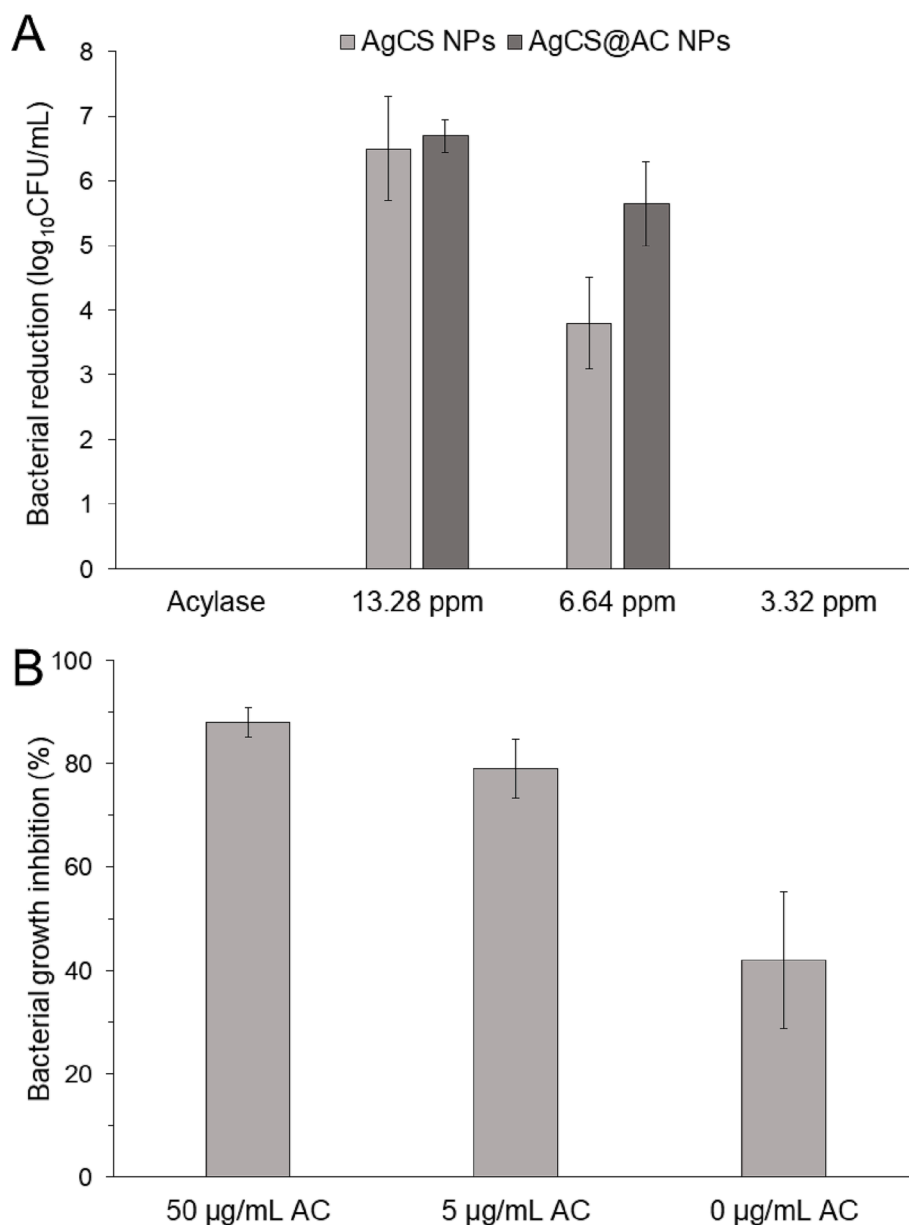 A
AgCS NPs AgCS@AC NPs
Bacterial reduction (log₁₀CFU/mL)
8
7
6
5
4
3
2
1
0
Acylase 13.28 ppm 6.64 ppm 3.32 ppm
B
Bacterial growth inhbition (%)
100
80
60
40
20
0
50 µg/mL AC 5 µg/mL AC 0 µg/mL AC